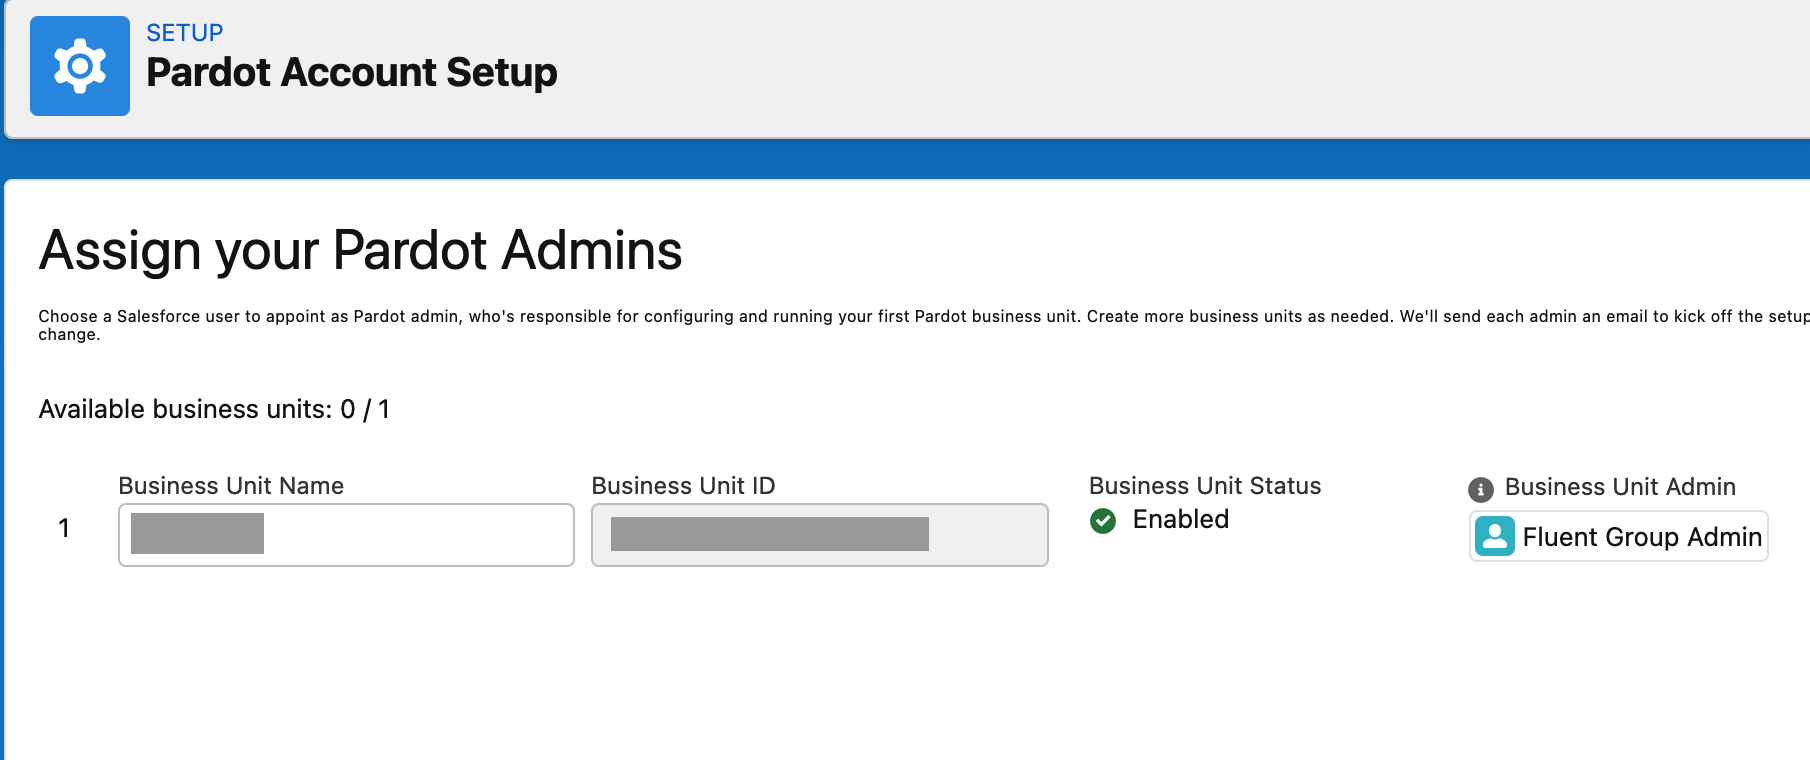 SETUP
Pardot Account Setup
Assign your Pardot Admins
Choose a Salesforce user to appoint as Pardot admin, who's responsible for configuring and running your first Pardot business unit. Create more business units as needed. We'll send each admin an email to kick off the setup
change.
Available business units: 0 / 1
Business Unit Name
Business Unit ID
Business Unit Status
Business Unit Admin
1
Enabled
Fluent Group Admin